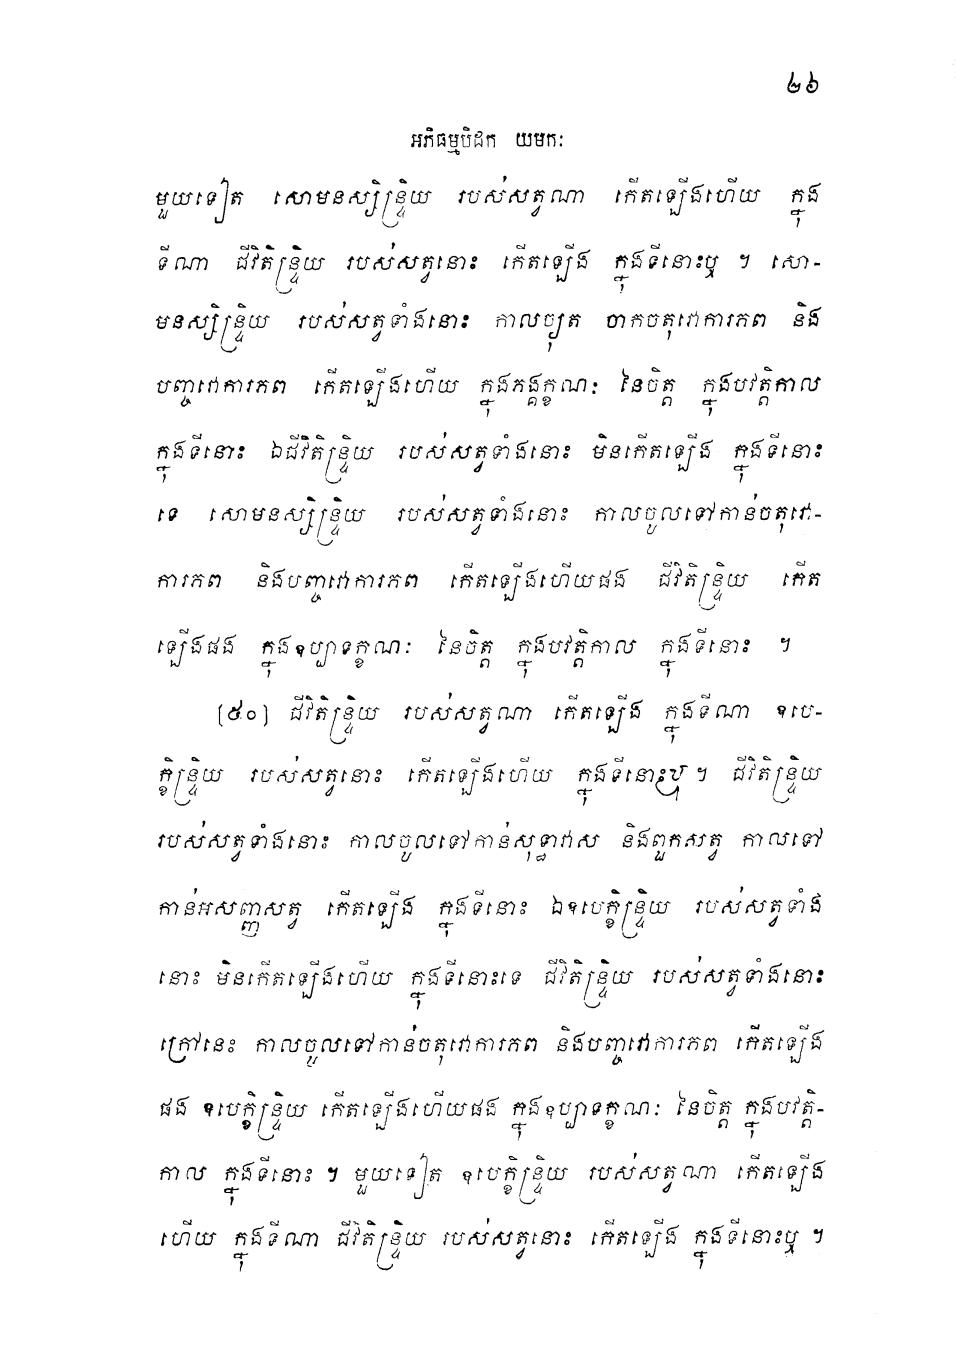 ២៦
អភិធម្មបិដក យមកៈ
មួយទៀត សោមនស្សិន្ទ្រិយ របស់សត្វណា កើតឡើងហើយ ក្នុង
ទីណា ជីវិតិន្ទ្រិយ របស់សត្វនោះ កើតឡើង ក្នុងទីនោះឬ ។ សោ-
មនស្សិន្ទ្រិយ របស់សត្វទាំងនោះ កាលច្យុត ចាកចតុវោការភព និង
បញ្ចវោការភព កើតឡើងហើយ ក្នុងភង្គក្ខណៈ នៃចិត្ត ក្នុងបវត្តិកាល
ក្នុងទីនោះ ឯជីវិតិន្ទ្រិយ របស់សត្វទាំងនោះ មិនកើតឡើង ក្នុងទីនោះ
ទេ សោមនស្សិន្ទ្រិយ របស់សត្វទាំងនោះ កាលចូលទៅកាន់ចតុវោ-
ការភព និងបញ្ចវោការភព កើតឡើងហើយផង ជីវិតិន្ទ្រិយ កើត
ឡើងផង ក្នុងឧប្បាទក្ខណៈ នៃចិត្ត ក្នុងបវត្តិកាល ក្នុងទីនោះ ។
[៥០] ជីវិតិន្ទ្រិយ របស់សត្វណា កើតឡើង ក្នុងទីណា ឧបេ-
ក្ខិន្ទ្រិយ របស់សត្វនោះ កើតឡើងហើយ ក្នុងទីនោះឬ ។ ជីវិតិន្ទ្រិយ
របស់សត្វទាំងនោះ កាលចូលទៅកាន់សុទ្ធាវាស និងពួកសត្វ កាលទៅ
កាន់អសញ្ញសត្វ កើតឡើង ក្នុងទីនោះ ឯឧបេក្ខិន្ទ្រិយ របស់សត្វទាំង
នោះ មិនកើតឡើងហើយ ក្នុងទីនោះទេ ជីវិតិន្ទ្រិយ របស់សត្វទាំងនោះ
ក្រៅនេះ កាលចូលទៅកាន់ចតុវោការភព និងបញ្ចវោការភព កើតឡើង
ផង ឧបេក្ខិន្ទ្រិយ កើតឡើងហើយផង ក្នុងឧប្បាទក្ខណៈ នៃចិត្ត ក្នុងបវត្តិ-
កាល ក្នុងទីនោះ ។ មួយទៀត ឧបេក្ខិន្ទ្រិយ របស់សត្វណា កើតឡើង
ហើយ ក្នុងទីណា ជីវិតិន្ទ្រិយ របស់សត្វនោះ កើតឡើង ក្នុងទីនោះឬ ។